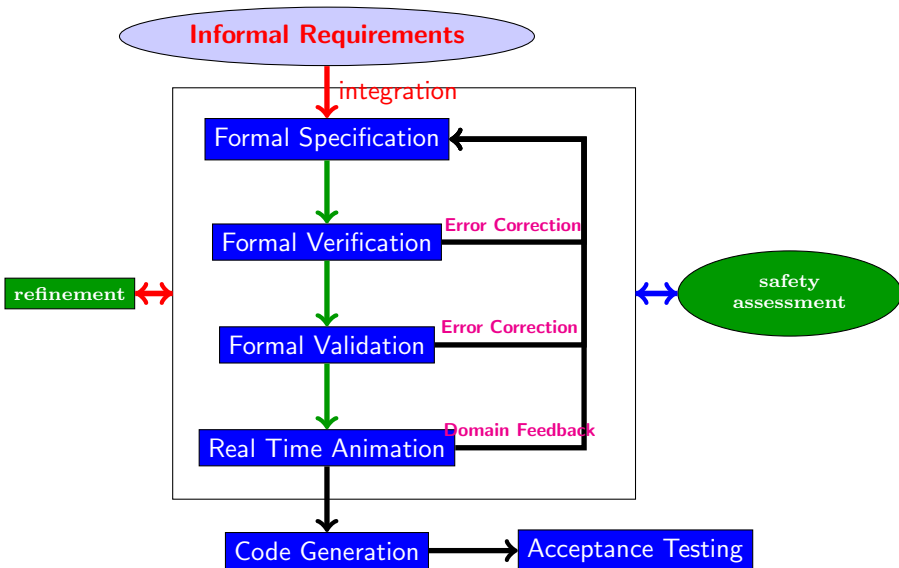 Informal Requirements
integration
Formal Specification
Error Correction
Formal Verification
refinement
safety
assessment
Error Correction
Formal Validation
Domain Feedback
Real Time Animation
Code Generation
Acceptance Testing